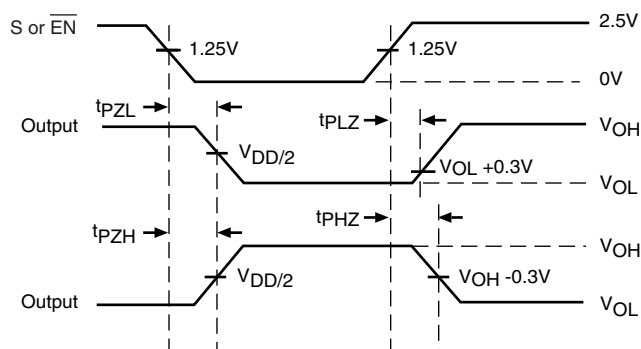 S or EN
1.25V
1.25V
2.5V
0V
tPZL
tPLZ
Output
VDD/2
VOL +0.3V
VOH
VOL
tPZH
tPHZ
VOH
Output
VDD/2
VOH -0.3V
VOL